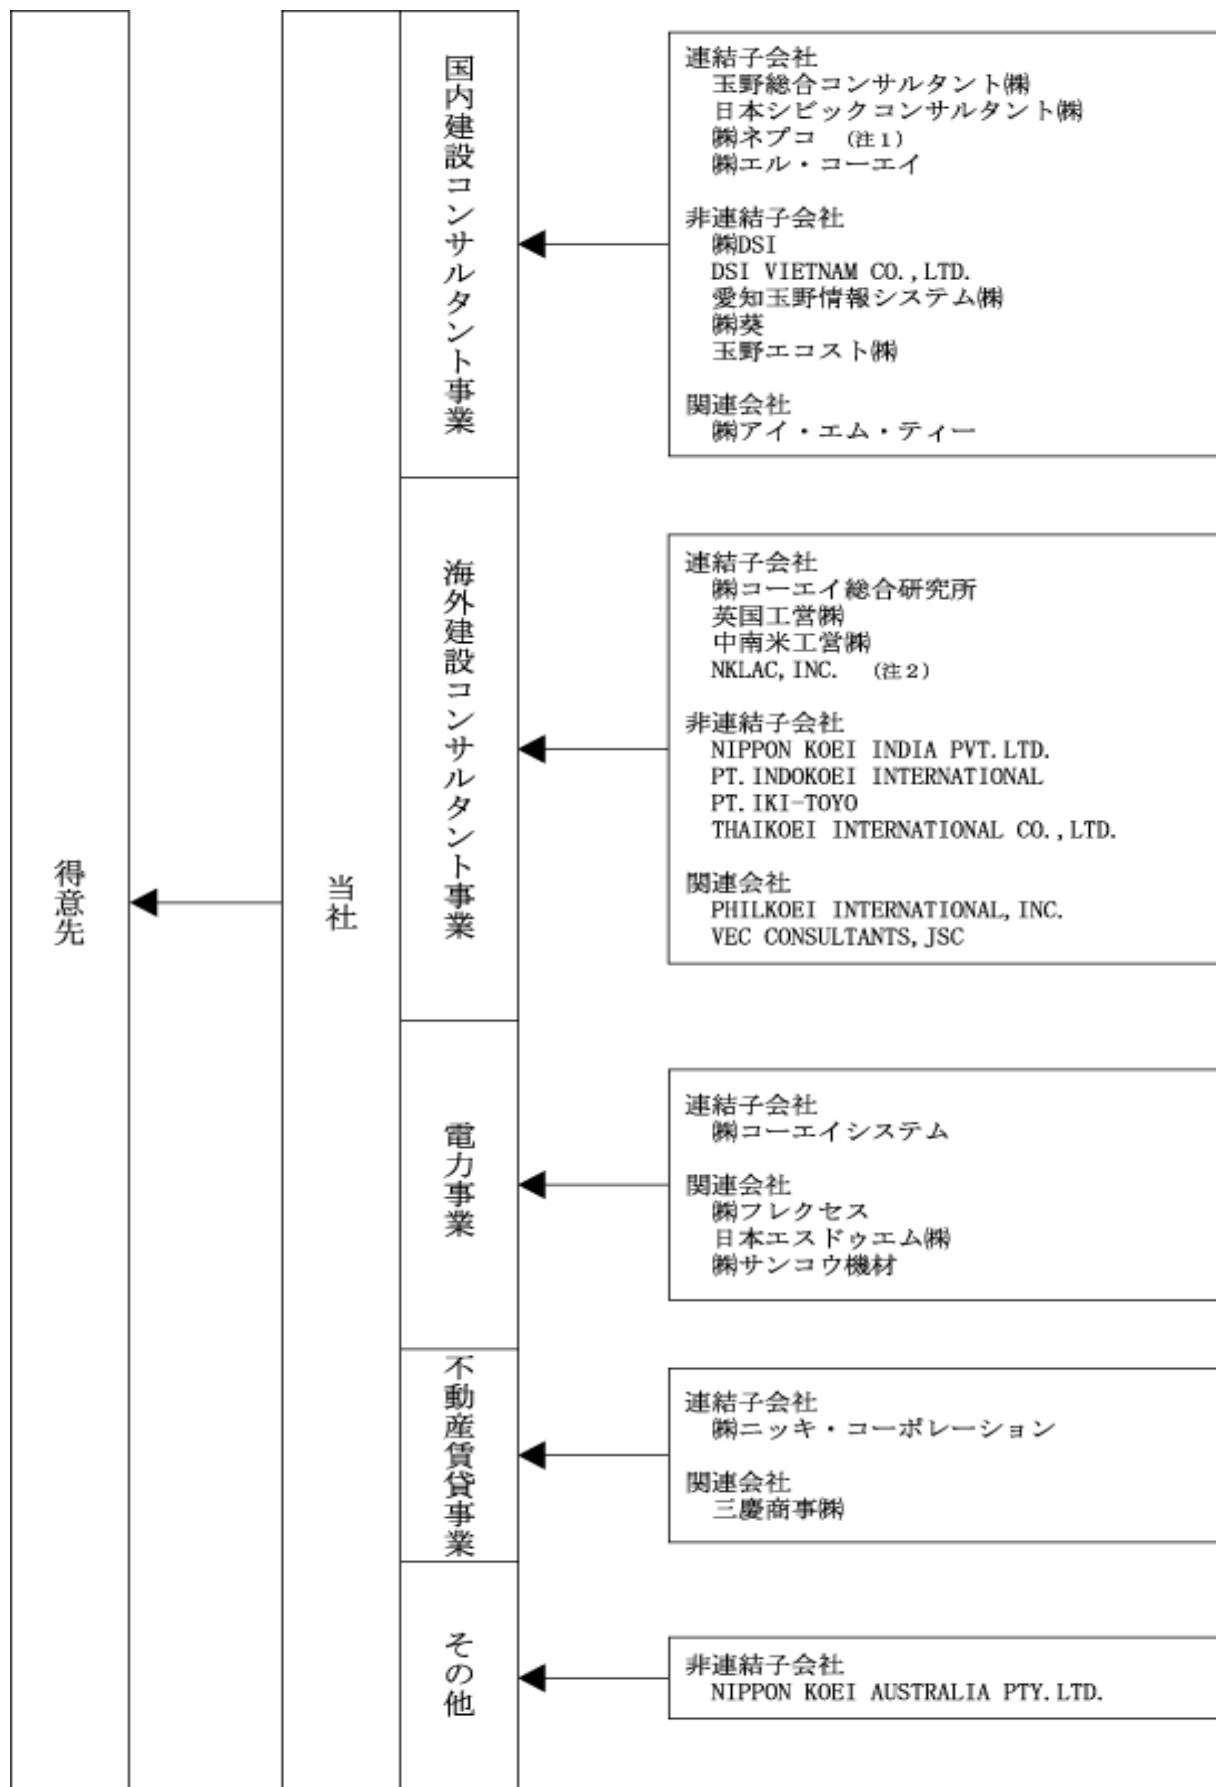 得意先
当社
国内建設コンサルタント事業
連結子会社
玉野総合コンサルタント㈱
日本シビックコンサルタント㈱
㈱ネプコ （注１）
㈱エル・コーエイ
非連結子会社
㈱DSI
DSI VIETNAM CO.,LTD.
愛知玉野情報システム㈱
㈱葵
玉野エコスト㈱
関連会社
㈱アイ・エム・ティー
海外建設コンサルタント事業
連結子会社
㈱コーエイ総合研究所
英国工営㈱
中南米工営㈱
NKLAC,INC. （注２）
非連結子会社
NIPPON KOEI INDIA PVT.LTD.
PT.INDOKOEI INTERNATIONAL
PT.IKI-TOYO
THAIKOEI INTERNATIONAL CO.,LTD.
関連会社
PHILKOEI INTERNATIONAL,INC.
VEC CONSULTANTS,JSC
電力事業
連結子会社
㈱コーエイシステム
関連会社
㈱フレクセス
日本エスドゥエム㈱
㈱サンコウ機材
不動産賃貸事業
連結子会社
㈱ニッキ・コーポレーション
関連会社
三慶商事㈱
その他
非連結子会社
NIPPON KOEI AUSTRALIA PTY.LTD.